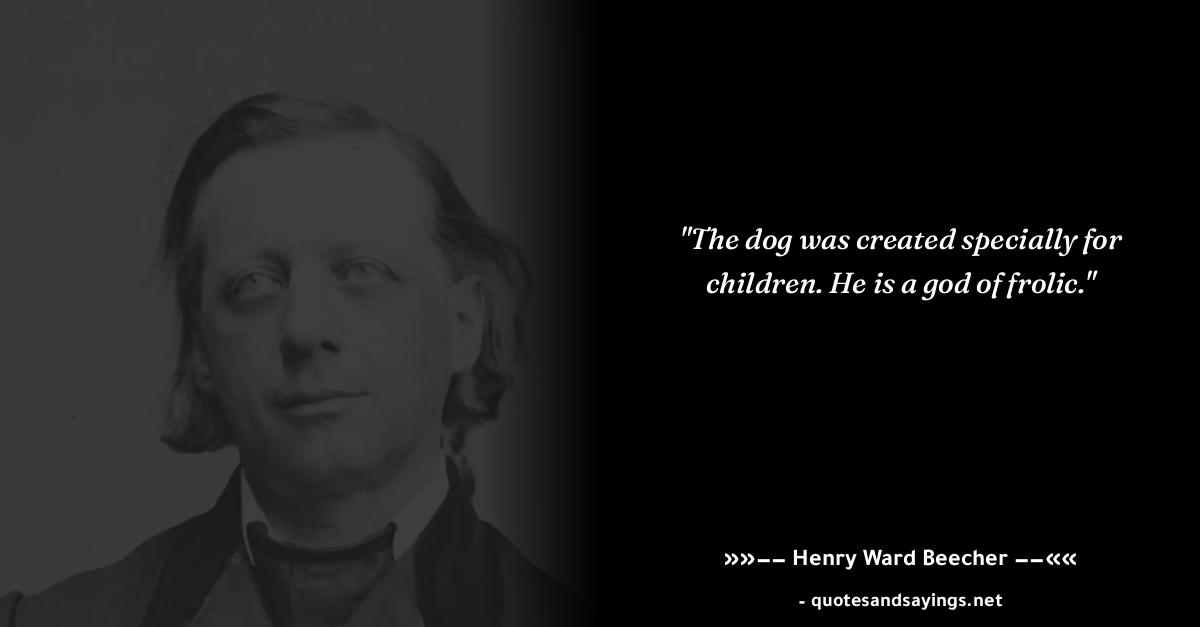 "The dog was created specially for
children. He is a god of frolic."
»»−− Henry Ward Beecher −−««
- quotesandsayings.net